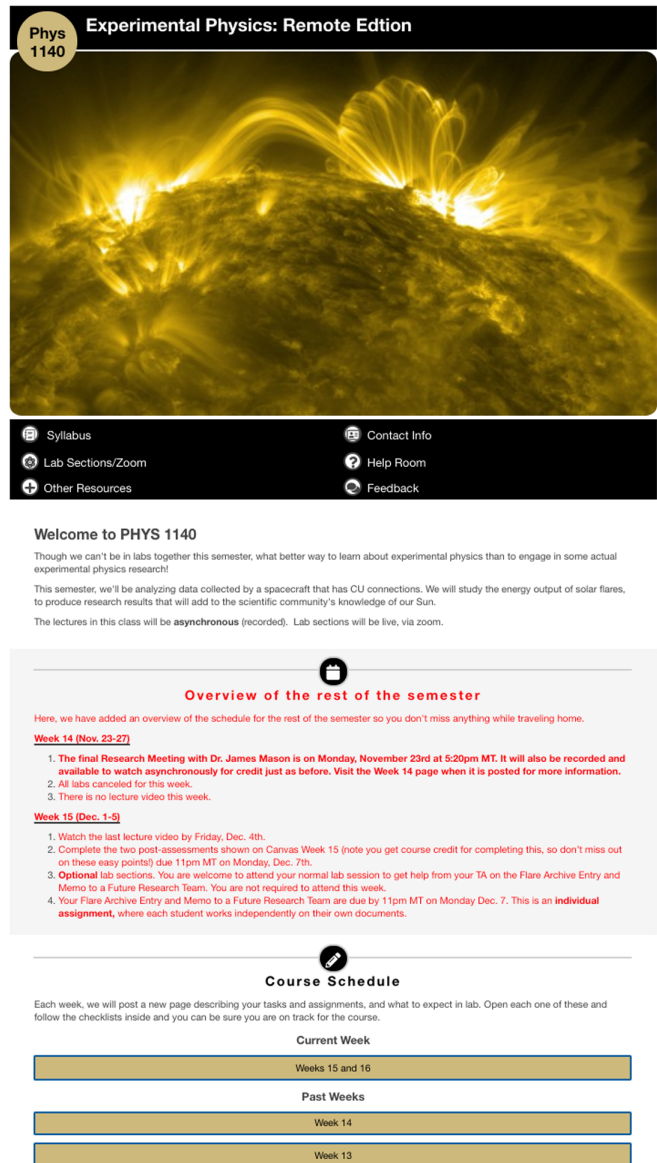 Phys
1140
Experimental Physics: Remote Edtion
Syllabus
Contact Info
Lab Sections/Zoom
Help Room
Other Resources
Feedback
Welcome to PHYS 1140
Though we can't be in labs together this semester, what better way to learn about experimental physics than to engage in some actual
experimental physics research!
This semester, we'll be analyzing data collected by a spacecraft that has CU connections. We will study the energy output of solar flares,
to produce research results that will add to the scientific community's knowledge of our Sun.
The lectures in this class will be asynchronous (recorded). Lab sections will be live, via zoom.
Overview of the rest of the semester
Here, we have added an overview of the schedule for the rest of the semester so you don't miss anything while traveling home.
Week 14 (Nov. 23-27)
1. The final Research Meeting with Dr. James Mason is on Monday, November 23rd at 5:20pm MT. It will also be recorded and
available to watch asynchronously for credit just as before. Visit the Week 14 page when it is posted for more information.
2. All labs canceled for this week.
3. There is no lecture video this week.
Week 15 (Dec. 1-5)
1. Watch the last lecture video by Friday, Dec. 4th.
2. Complete the two post-assessments shown on Canvas Week 15 (note you get course credit for completing this, so don't miss out
on these easy points!) due 11pm MT on Monday, Dec. 7th.
3. Optional lab sections. You are welcome to attend your normal lab session to get help from your TA on the Flare Archive Entry and
Memo to a Future Research Team. You are not required to attend this week.
4. Your Flare Archive Entry and Memo to a Future Research Team are due by 11pm MT on Monday Dec. 7. This is an individual
assignment, where each student works independently on their own documents.
Course Schedule
Each week, we will post a new page describing your tasks and assignments, and what to expect in lab. Open each one of these and
follow the checklists inside and you can be sure you are on track for the course.
Current Week
Weeks 15 and 16
Past Weeks
Week 14
Week 13